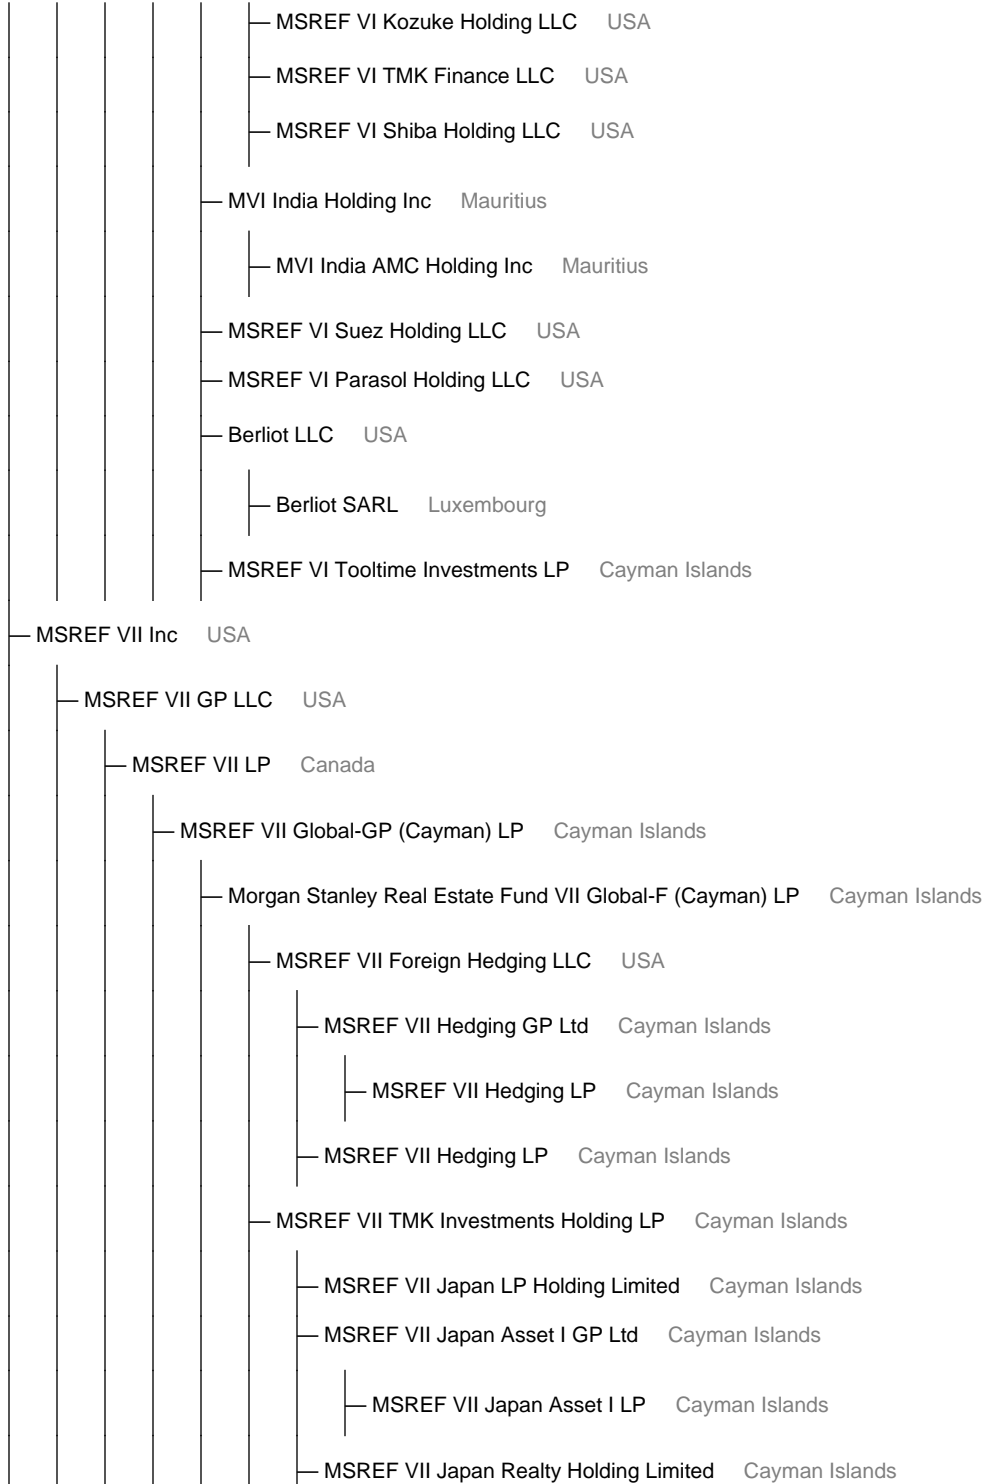 MSREF VI Kozuke Holding LLC USA
MSREF VI TMK Finance LLC USA
MSREF VI Shiba Holding LLC USA
MVI India Holding Inc Mauritius
MVI India AMC Holding Inc Mauritius
MSREF VI Suez Holding LLC USA
MSREF VI Parasol Holding LLC USA
Berliot LLC USA
Berliot SARL Luxembourg
MSREF VI Tooltime Investments LP Cayman Islands
MSREF VII Inc USA
MSREF VII GP LLC USA
MSREF VII LP Canada
MSREF VII Global-GP (Cayman) LP Cayman Islands
Morgan Stanley Real Estate Fund VII Global-F (Cayman) LP Cayman Islands
MSREF VII Foreign Hedging LLC USA
MSREF VII Hedging GP Ltd Cayman Islands
MSREF VII Hedging LP Cayman Islands
MSREF VII Hedging LP Cayman Islands
MSREF VII TMK Investments Holding LP Cayman Islands
MSREF VII Japan LP Holding Limited Cayman Islands
MSREF VII Japan Asset I GP Ltd Cayman Islands
MSREF VII Japan Asset I LP Cayman Islands
MSREF VII Japan Realty Holding Limited Cayman Islands